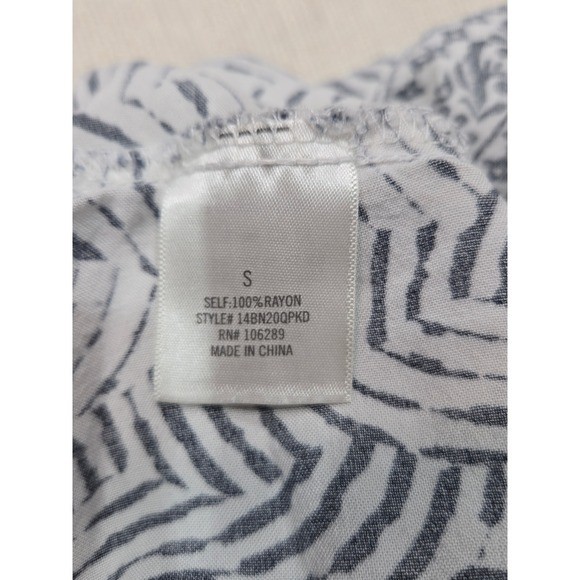 S
SELF:100%RAYON
STYLE# 14BN20QPKD
RN# 106289
MADE IN CHINA